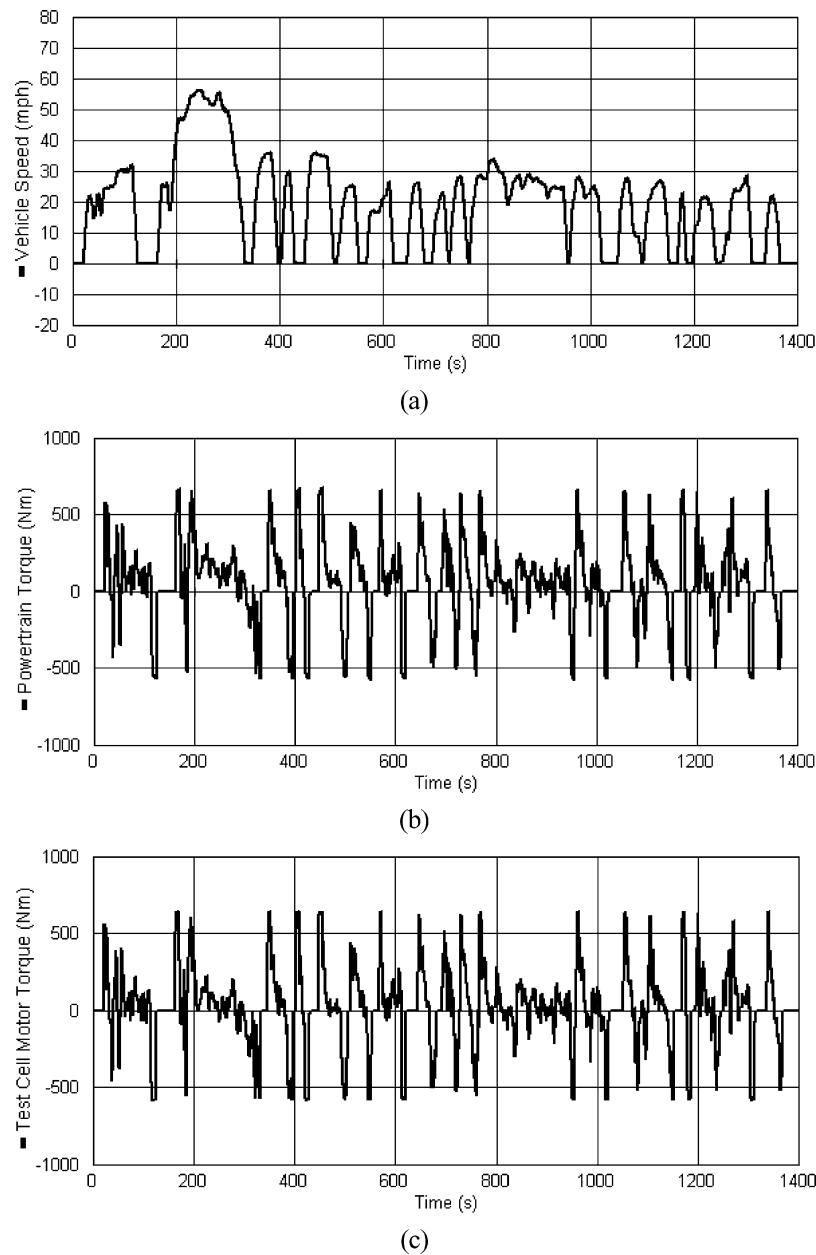 80
70
60
50
40
30
20
10
0
-10
-20
Vehicle Speed (mph)
0 200 400 600 800 1000 1200 1400
Time (s)
(a)
1000
500
0
-500
-1000
Powertrain Torque (Nm)
0 200 400 600 800 1000 1200 1400
Time (s)
(b)
1000
500
0
-500
-1000
Test Cell Motor Torque (Nm)
0 200 400 600 800 1000 1200 1400
Time (s)
(c)